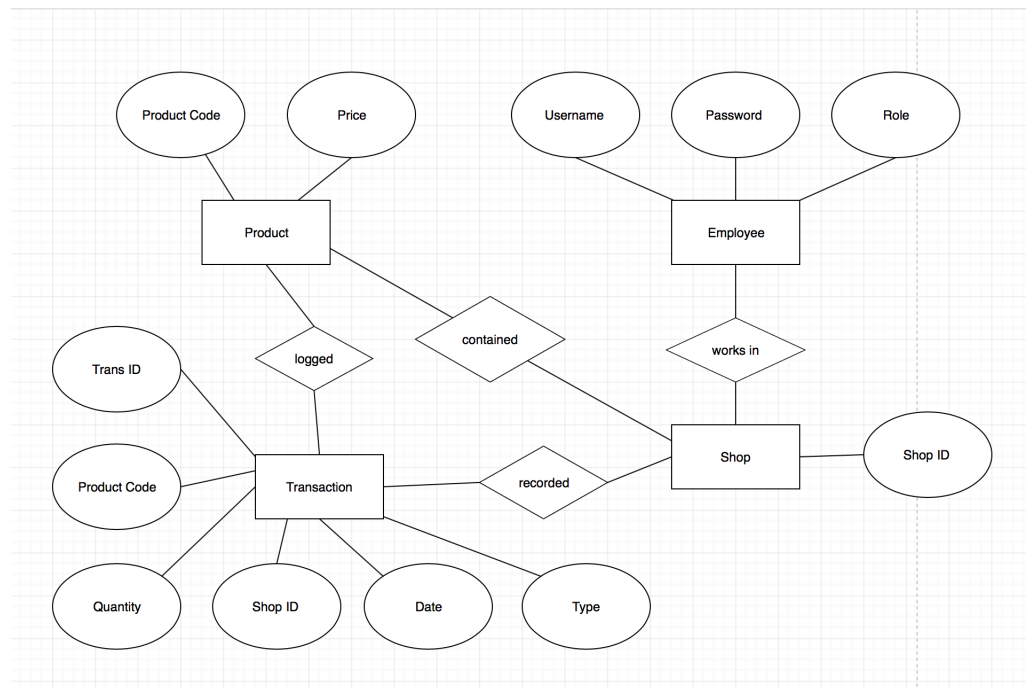 Product Code
Price
Username
Password
Role
Product
Employee
logged
contained
works in
Trans ID
Shop
Shop ID
Product Code
Transaction
recorded
Quantity
Shop ID
Date
Type